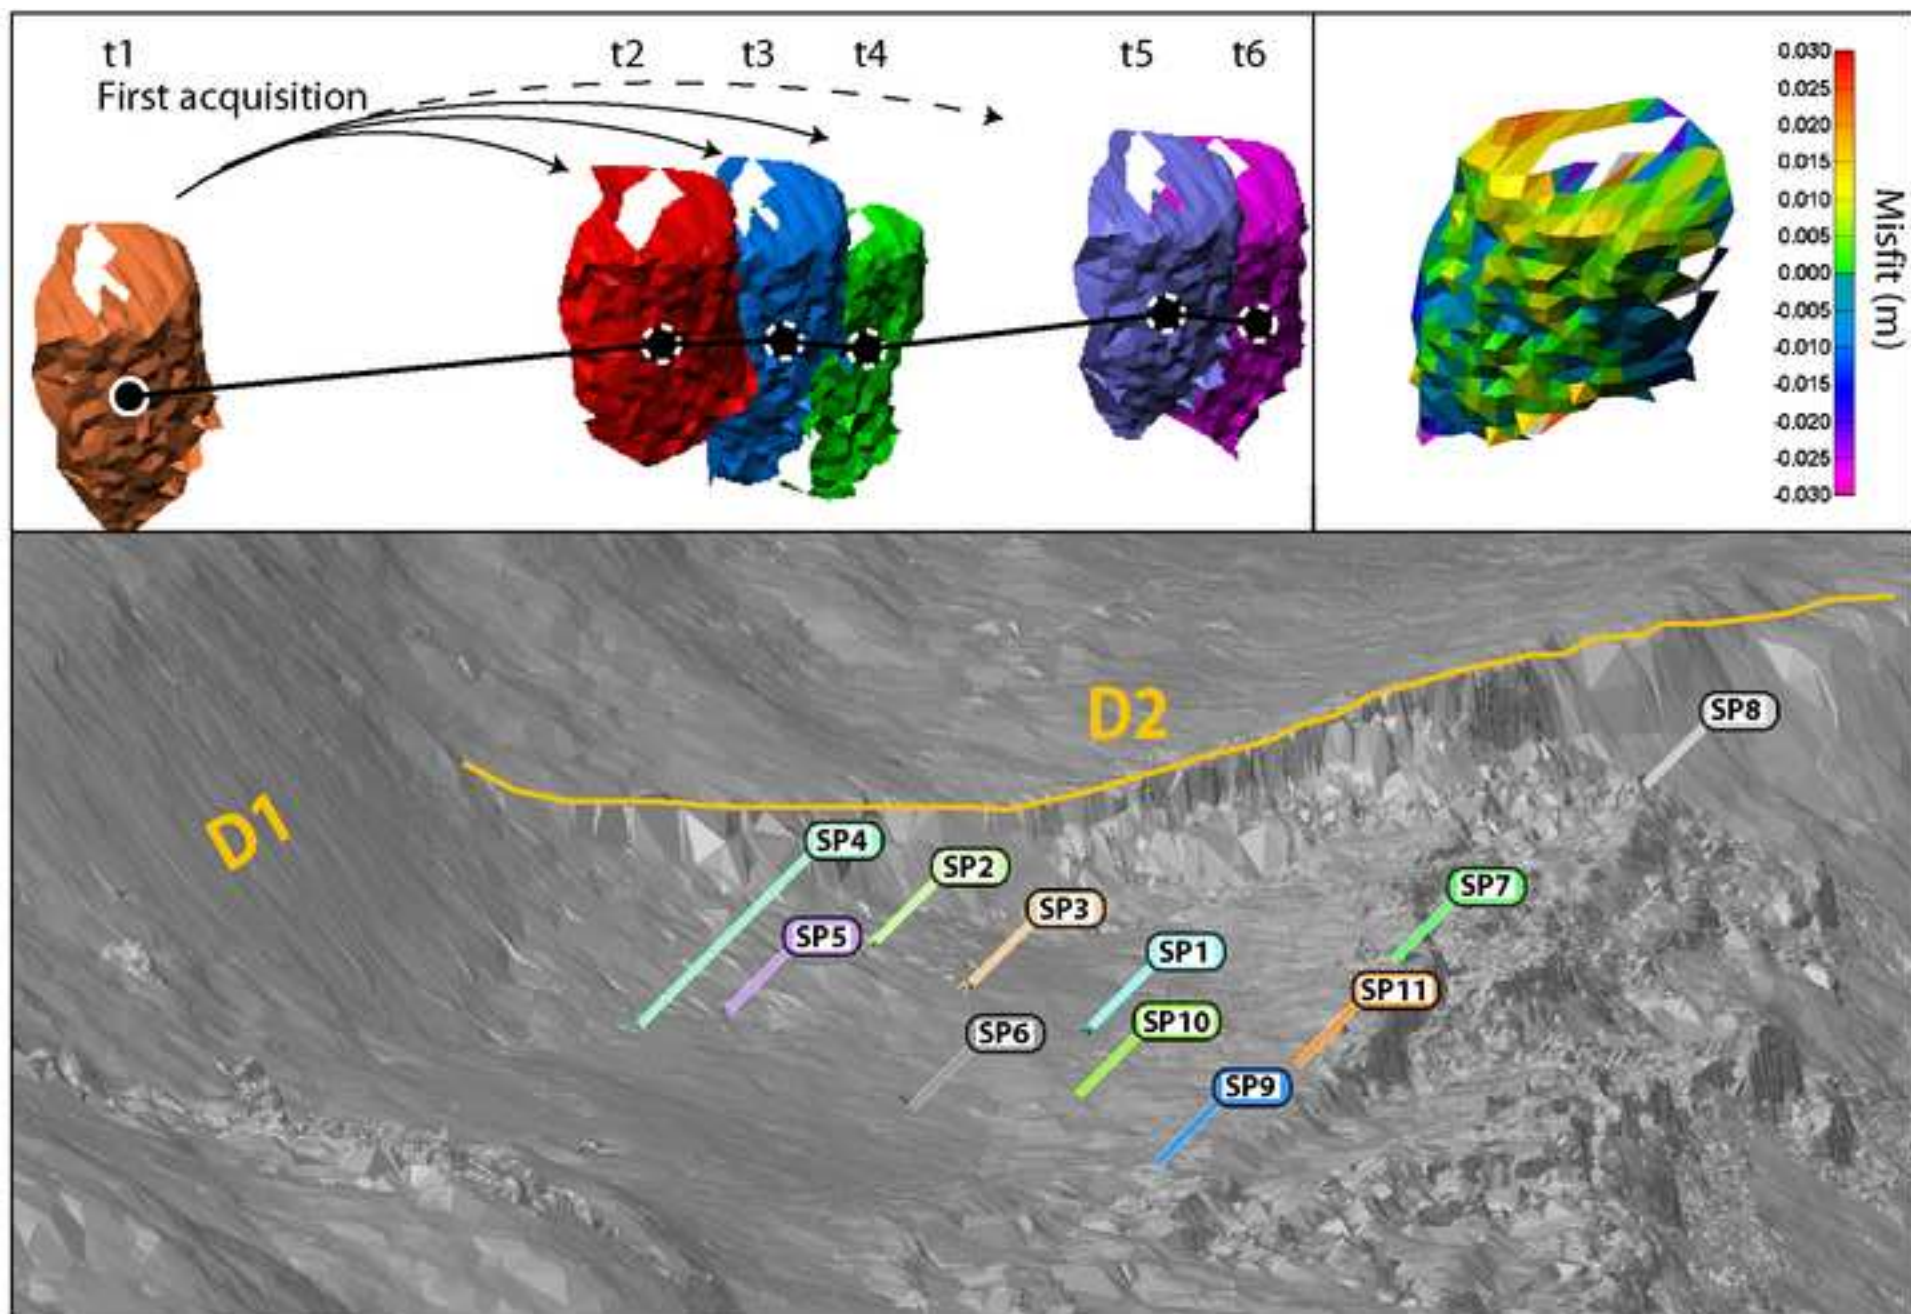 t1
t2
t3
t4
t5
t6
First acquisition
0.030
0.025
0.020
0.015
0.010
0.005
0.000
-0.005
-0.010
-0.015
-0.020
-0.025
-0.030
Misfit (m)
D2
SP8
D1
SP4
SP2
SP7
SP3
SP5
SP1
SP11
SP10
SP6
SP9